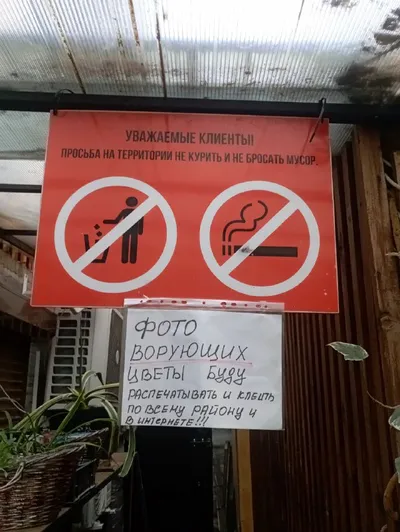 УВАЖАЕМЫЕ КЛИЕНТЫ!
ПРОСЬБА НА ТЕРРИТОРИИ НЕ КУРИТЬ И НЕ БРОСАТЬ МУСОР.
ФОТО
ВОРУЮЩИХ
ЦВЕТЫ БУДУ
РАСПЕЧАТЫВАТЬ И КЛЕИТЬ
ПО ВСЕМУ РАЙОНУ И
В ИНТЕРНЕТЕ!!!